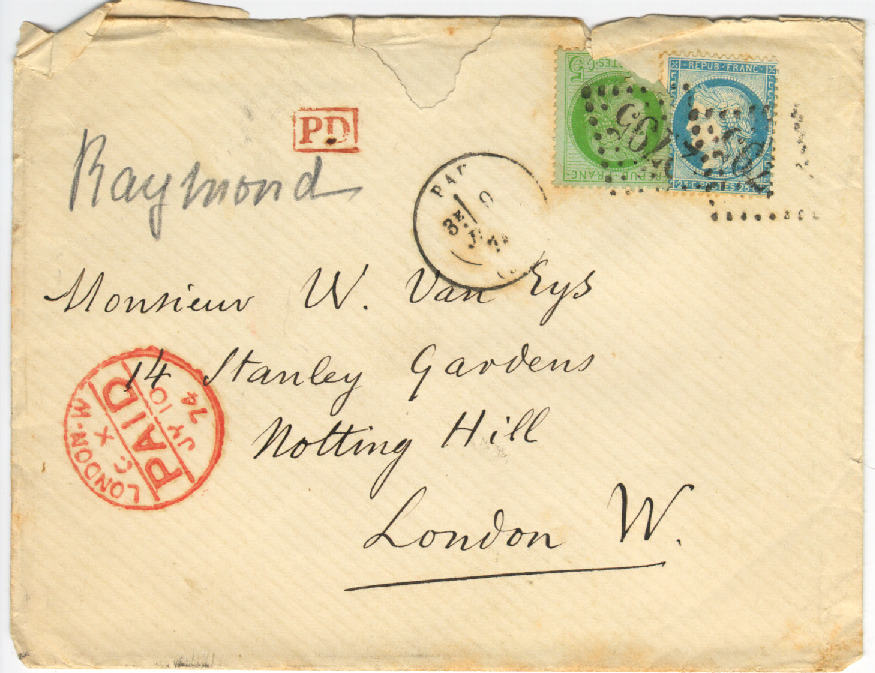 PD
REPUB·FRANC
Raymond
Monsieur W. Van Eys
14 Stanley Gardens
Notting Hill
London W.
LONDON-W
C X
PAID
JY 10
74